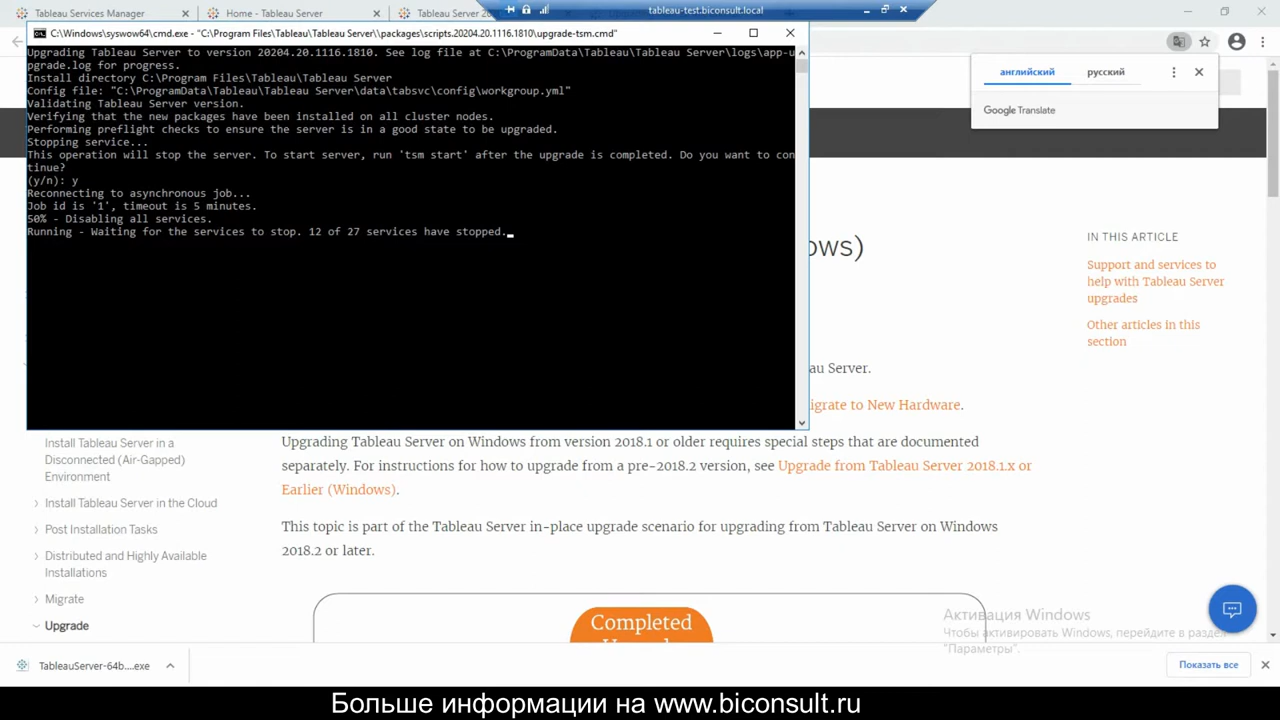 Tableau Services Manager
Home - Tableau Server
Tableau Server 20
tableau-test.biconsult.local
C:\Windows\syswow64\cmd.exe - "C:\Program Files\Tableau\Tableau Server\\packages\scripts.20204.20.1116.1810\upgrade-tsm.cmd"
Upgrading Tableau Server to version 20204.20.1116.1810. See log file at C:\ProgramData\Tableau\Tableau Server\logs\app-u
pgrade.log for progress.
Install directory C:\Program Files\Tableau\Tableau Server
Config file: "C:\ProgramData\Tableau\Tableau Server\data\tabsvc\config\workgroup.yml"
Validating Tableau Server version.
Verifying that the new packages have been installed on all cluster nodes.
Performing preflight checks to ensure the server is in a good state to be upgraded.
Stopping service...
This operation will stop the server. To start server, run 'tsm start' after the upgrade is completed. Do you want to con
tinue?
(y/n): y
Reconnecting to asynchronous job...
Job id is '1', timeout is 5 minutes.
50% - Disabling all services.
Running - Waiting for the services to stop. 12 of 27 services have stopped.
английский
русский
Google Translate
ows)
IN THIS PAGE ARTICLE
Support and services to
help with Tableau Server
upgrades
Other articles in this
section
au Server.
igrate to New Hardware.
Upgrading Tableau Server on Windows from version 2018.1 or older requires special steps that are documented
separately. For instructions for how to upgrade from a pre-2018.2 version, see Upgrade from Tableau Server 2018.1.x or
Earlier (Windows).
This topic is part of the Tableau Server in-place upgrade scenario for upgrading from Tableau Server on Windows
2018.2 or later.
Install Tableau Server in a
Disconnected (Air-Gapped)
Environment
Install Tableau Server in the Cloud
Post Installation Tasks
Distributed and Highly Available
Installations
Migrate
Upgrade
Completed
Активация Windows
Чтобы активировать Windows, перейдите в раздел
"Параметры".
TableauServer-64b....exe
Показать все
Больше информации на www.biconsult.ru